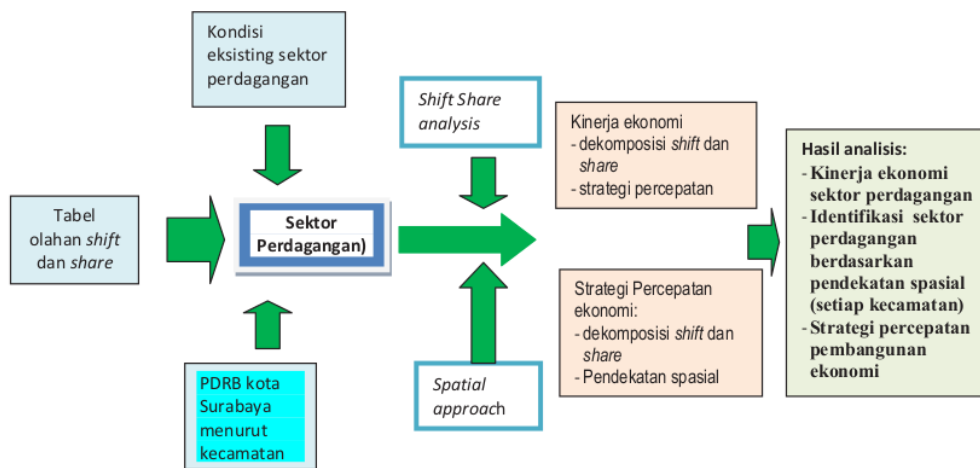 Kondisi
eksisting sektor
perdagangan
Tabel
olahan shift
dan share
Sektor
Perdagangan)
PDRB kota
Surabaya
menurut
kecamatan
Shift Share
analysis
Spatial
approach
Kinerja ekonomi
- dekomposisi shift dan
share
- strategi percepatan
Strategi Percepatan
ekonomi:
- dekomposisi shift dan
share
- Pendekatan spasial
Hasil analisis:
- Kinerja ekonomi
sektor perdagangan
- Identifikasi sektor
perdagangan
berdasarkan
pendekatan spasial
(setiap kecamatan)
- Strategi percepatan
pembangunan
ekonomi